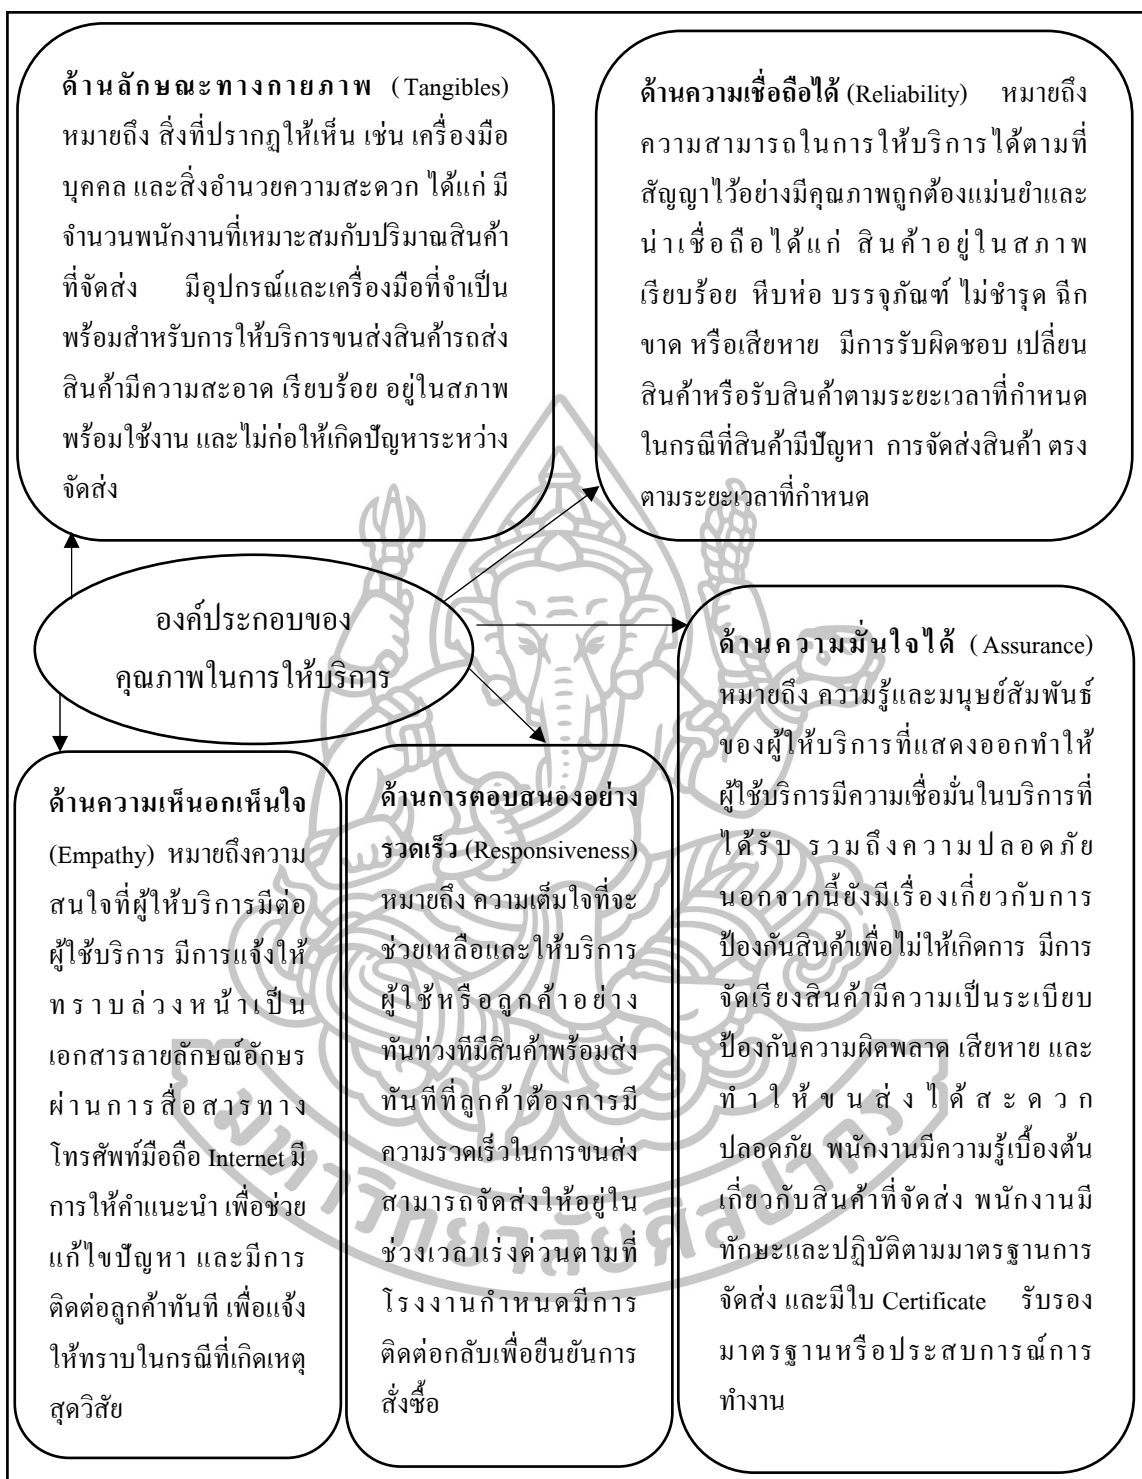 ด้านลักษณะทางกายภาพ (Tangibles)
หมายถึง สิ่งที่ปรากฏให้เห็น เช่น เครื่องมือ
บุคคล และสิ่งอำนวยความสะดวก ได้แก่ มี
จำนวนพนักงานที่เหมาะสมกับปริมาณสินค้า
ที่จัดส่ง มีอุปกรณ์และเครื่องมือที่จำเป็น
พร้อมสำหรับการให้บริการขนส่งสินค้ารถส่ง
สินค้ามีความสะอาด เรียบร้อย อยู่ในสภาพ
พร้อมใช้งาน และไม่ก่อให้เกิดปัญหาระหว่าง
จัดส่ง
ด้านความเชื่อถือได้ (Reliability) หมายถึง
ความสามารถในการให้บริการได้ตามที่
สัญญาไว้อย่างมีคุณภาพถูกต้องแม่นยำและ
น่าเชื่อถือได้แก่ สินค้าอยู่ในสภาพ
เรียบร้อย หีบห่อ บรรจุภัณฑ์ ไม่ชำรุด ฉีก
ขาด หรือเสียหาย มีการรับผิดชอบ เปลี่ยน
สินค้าหรือรับสินค้าตามระยะเวลาที่กำหนด
ในกรณีที่สินค้ามีปัญหา การจัดส่งสินค้า ตรง
ตามระยะเวลาที่กำหนด
องค์ประกอบของ
คุณภาพในการให้บริการ
ด้านความมั่นใจได้ (Assurance)
หมายถึง ความรู้และมนุษย์สัมพันธ์
ของผู้ให้บริการที่แสดงออกทำให้
ผู้ใช้บริการมีความเชื่อมั่นในบริการที่
ได้รับ รวมถึงความปลอดภัย
นอกจากนี้ยังมีเรื่องเกี่ยวกับการ
ป้องกันสินค้าเพื่อไม่ให้เกิดการ มีการ
จัดเรียงสินค้ามีความเป็นระเบียบ
ป้องกันความผิดพลาด เสียหาย และ
ทำให้ขนส่งได้สะดวก
ปลอดภัย พนักงานมีความรู้เบื้องต้น
เกี่ยวกับสินค้าที่จัดส่ง พนักงานมี
ทักษะและปฏิบัติตามมาตรฐานการ
จัดส่ง และมีใบ Certificate รับรอง
มาตรฐานหรือประสบการณ์การ
ทำงาน
ด้านความเห็นอกเห็นใจ
(Empathy) หมายถึงความ
สนใจที่ผู้ให้บริการมีต่อ
ผู้ใช้บริการ มีการแจ้งให้
ทราบล่วงหน้าเป็น
เอกสารลายลักษณ์อักษร
ผ่านการสื่อสารทาง
โทรศัพท์มือถือ Internet มี
การให้คำแนะนำ เพื่อช่วย
แก้ไขปัญหา และมีการ
ติดต่อลูกค้าทันที เพื่อแจ้ง
ให้ทราบในกรณีที่เกิดเหตุ
สุดวิสัย
ด้านการตอบสนองอย่าง
รวดเร็ว (Responsiveness)
หมายถึง ความเต็มใจที่จะ
ช่วยเหลือและให้บริการ
ผู้ใช้หรือลูกค้าอย่าง
ทันท่วงทีมีสินค้าพร้อมส่ง
ทันทีที่ลูกค้าต้องการมี
ความรวดเร็วในการขนส่ง
สามารถจัดส่งให้อยู่ใน
ช่วงเวลาเร่งด่วนตามที่
โรงงานกำหนดมีการ
ติดต่อกลับเพื่อยืนยันการ
สั่งซื้อ
มหาวิทยาลัยศิลปากร